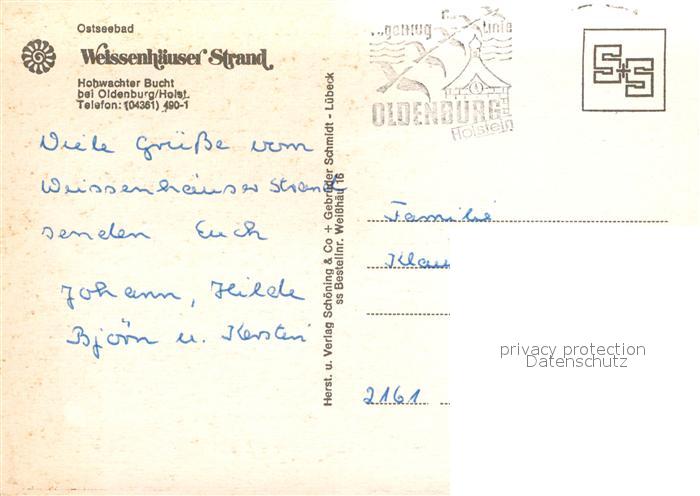 Ostseebad
Weissenhäuser Strand
Hohwachter Bucht
bei Oldenburg/Holst.
Telefon: (04361) 490-1
Viele Grüße vom
Weissenhäuser Strand
senden Euch
Johann, Hilde
Björn u. Kerstin
Herst. u. Verlag Schöning & Co + Gebrüder Schmidt - Lübeck
ss Bestellnr. Weißhäu 16
linie
OLDENBURG
Holstein
S+S
Familie
Klau
2161
privacy protection
Datenschutz